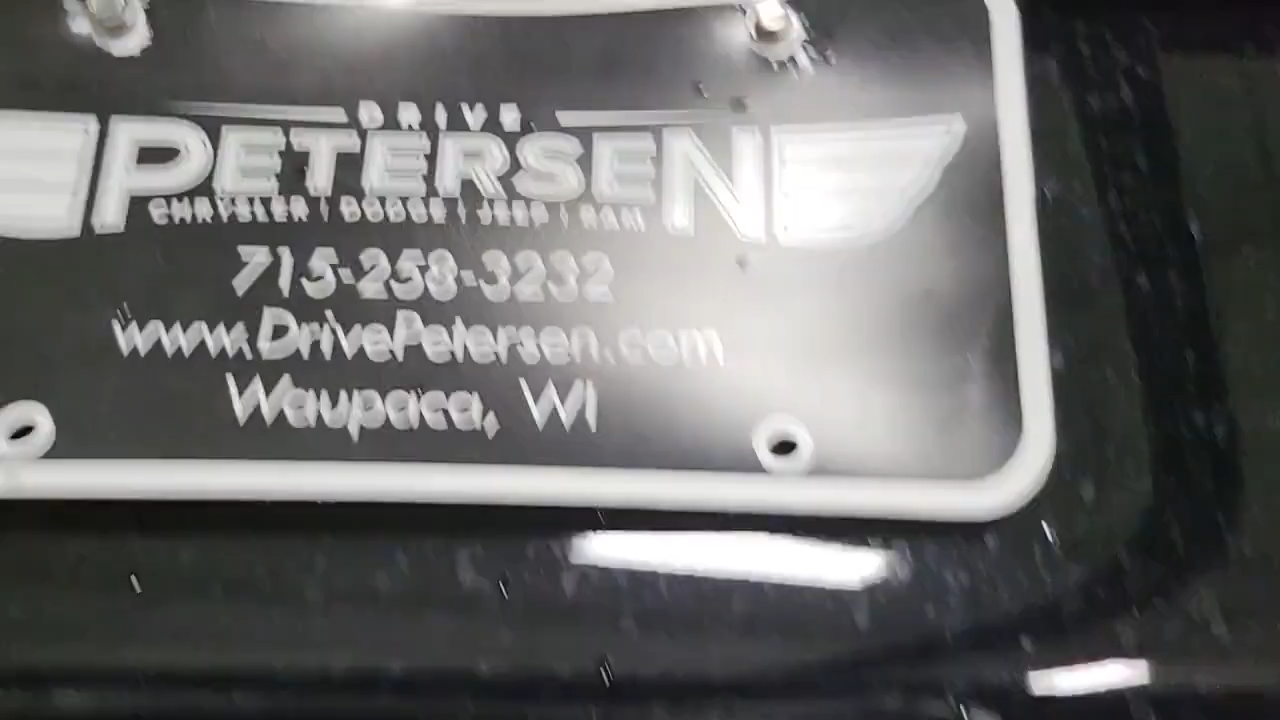 DRIVE
PETERSEN
CHRYSLER | DODGE | JEEP | RAM
715-258-3232
www.DrivePetersen.com
Waupaca, WI